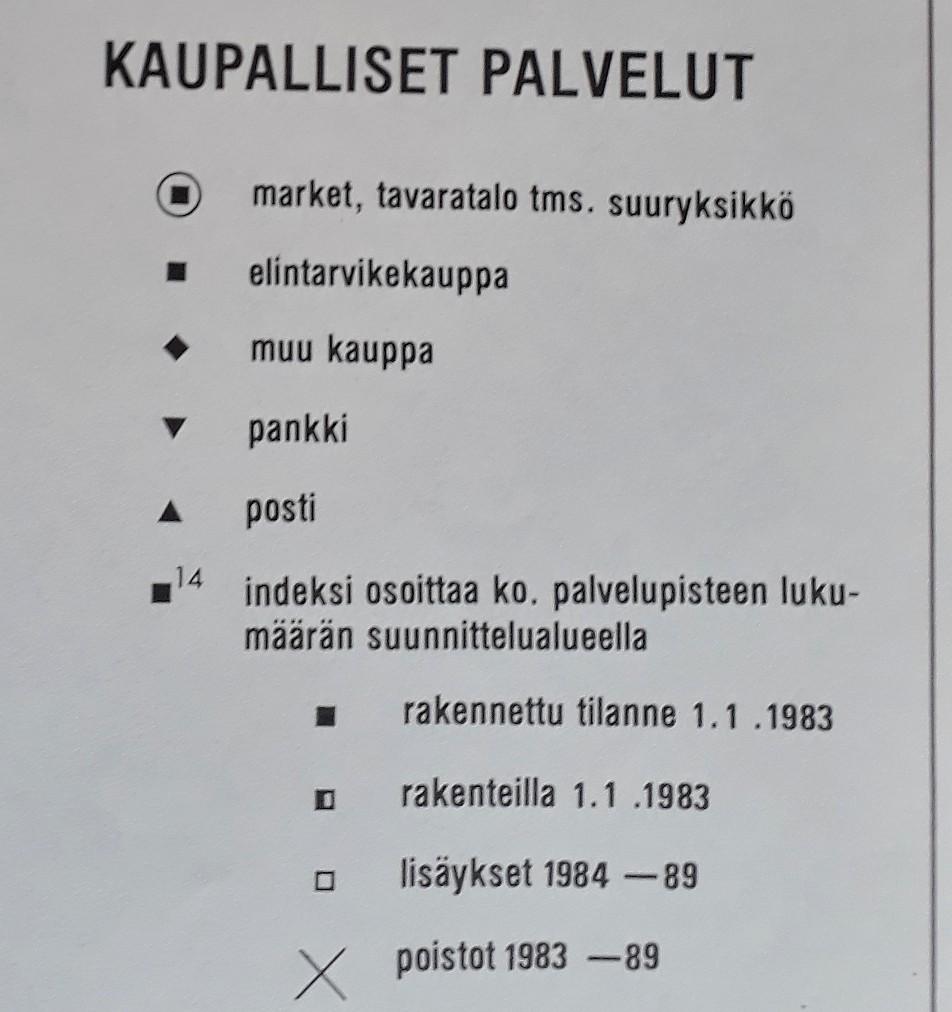 KAUPALLISET PALVELUT
market, tavaratalo tms. suuryksikkö
elintarvikekauppa
muu kauppa
pankki
posti
14 indeksi osoittaa ko. palvelupisteen luku-
määrän suunnittelualueella
rakennettu tilanne 1.1 .1983
rakenteilla 1.1 .1983
lisäykset 1984 —89
poistot 1983 —89